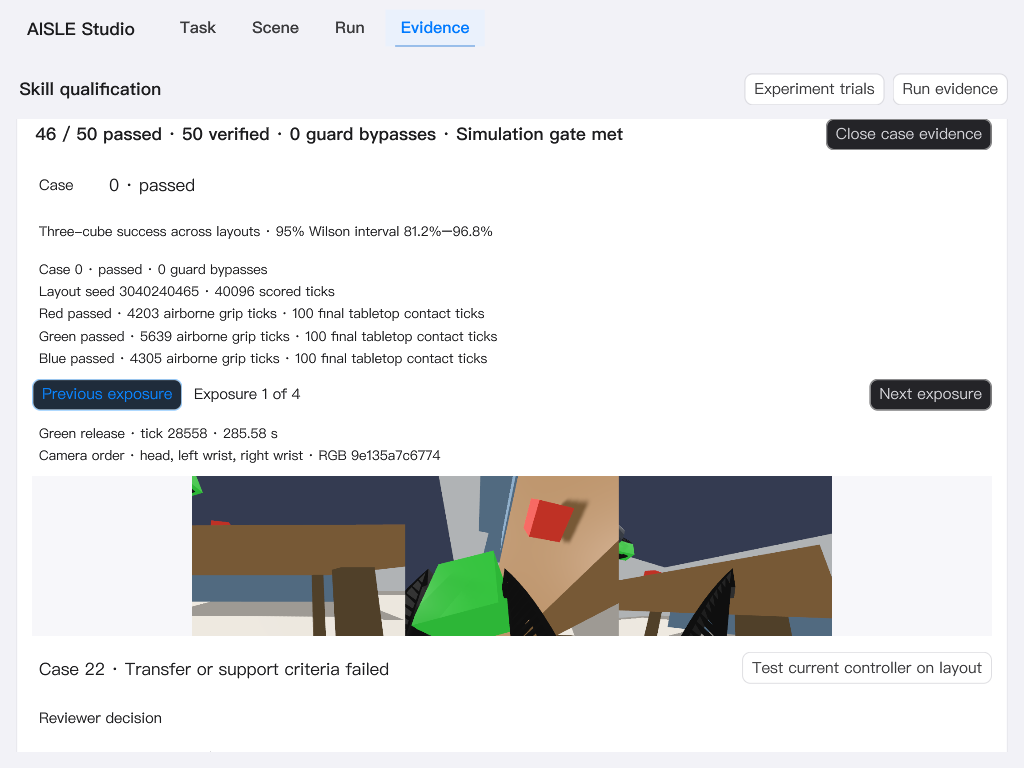 AISLE Studio Task Scene Run Evidence
Skill qualification Experiment trials Run evidence
46 / 50 passed · 50 verified · 0 guard bypasses · Simulation gate met Close case evidence
Case 0 · passed
Three-cube success across layouts · 95% Wilson interval 81.2%–96.8%
Case 0 · passed · 0 guard bypasses
Layout seed 3040240465 · 40096 scored ticks
Red passed · 4203 airborne grip ticks · 100 final tabletop contact ticks
Green passed · 5639 airborne grip ticks · 100 final tabletop contact ticks
Blue passed · 4305 airborne grip ticks · 100 final tabletop contact ticks
Previous exposure Exposure 1 of 4 Next exposure
Green release · tick 28558 · 285.58 s
Camera order · head, left wrist, right wrist · RGB 9e135a7c6774
Case 22 · Transfer or support criteria failed Test current controller on layout
Reviewer decision